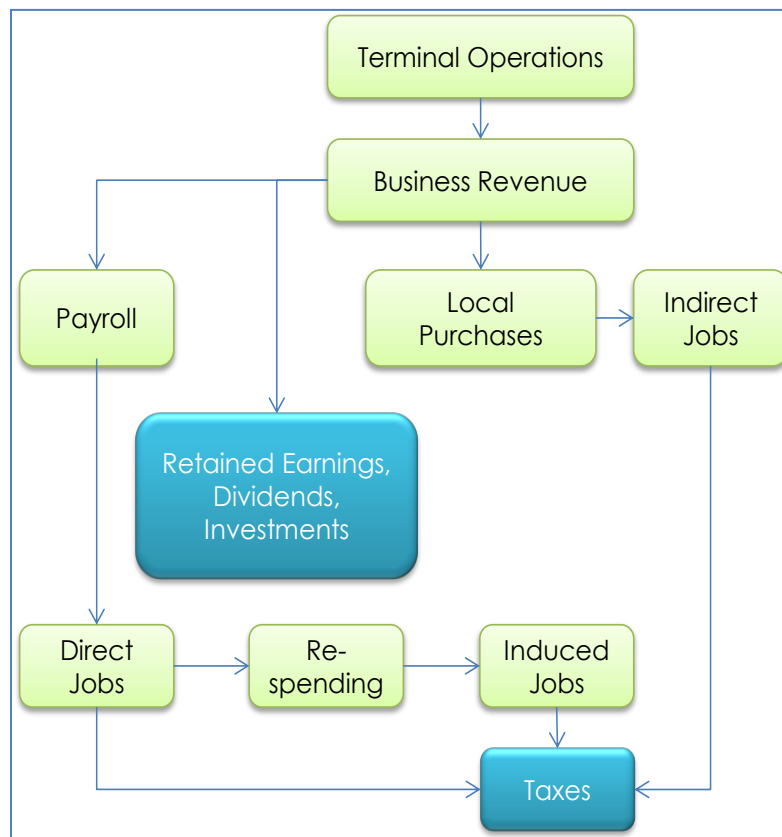 Terminal Operations
Business Revenue
Payroll
Local
Purchases
Indirect
Jobs
Retained Earnings,
Dividends,
Investments
Direct
Jobs
Re-
spending
Induced
Jobs
Taxes